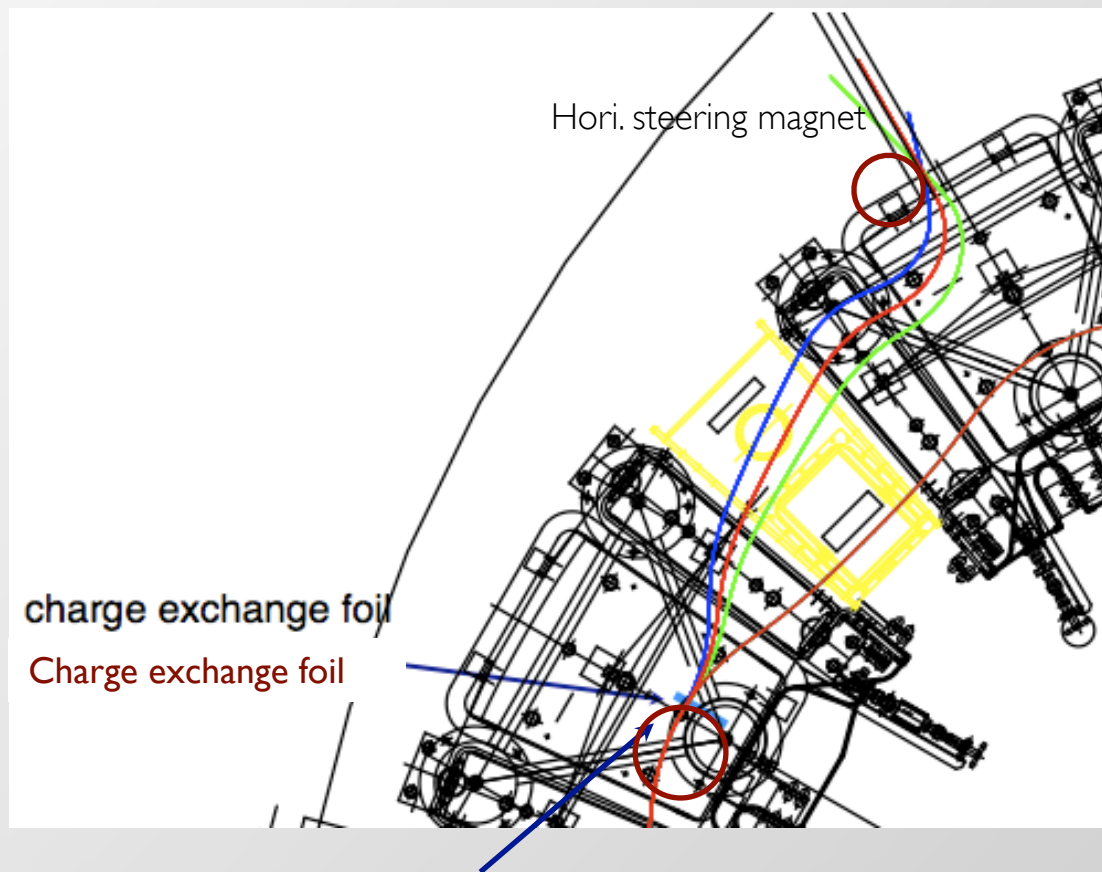 Hori. steering magnet
charge exchange foil
Charge exchange foil